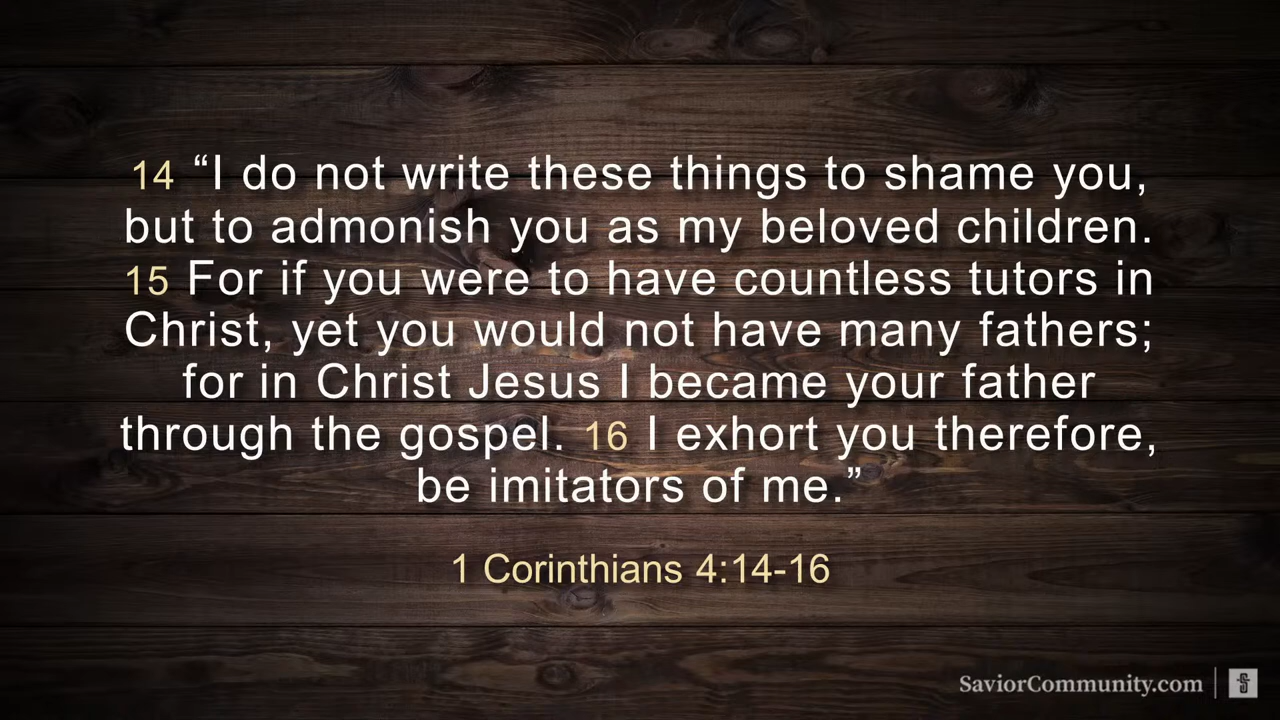 14 “I do not write these things to shame you,
but to admonish you as my beloved children.
15 For if you were to have countless tutors in
Christ, yet you would not have many fathers;
for in Christ Jesus I became your father
through the gospel. 16 I exhort you therefore,
be imitators of me.”
1 Corinthians 4:14-16
SaviorCommunity.com